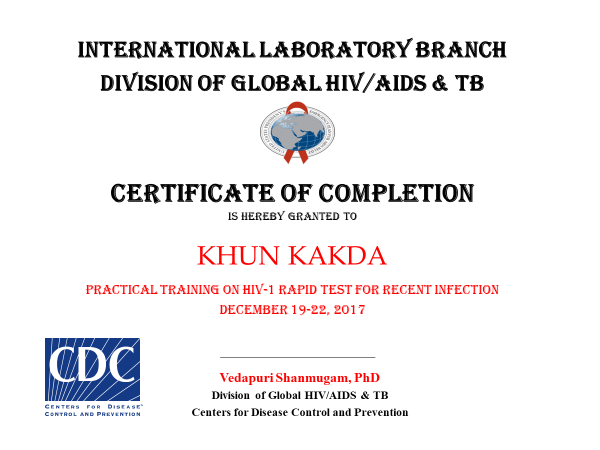 INTERNATIONAL LABORATORY BRANCH
DIVISION OF GLOBAL HIV/AIDS & TB
CERTIFICATE OF COMPLETION
IS HEREBY GRANTED TO
KHUN KAKDA
PRACTICAL TRAINING ON HIV-1 RAPID TEST FOR RECENT INFECTION
DECEMBER 19-22, 2017
CDC
CENTERS FOR DISEASE™
CONTROL AND PREVENTION
Vedapuri Shanmugam, PhD
Division of Global HIV/AIDS & TB
Centers for Disease Control and Prevention